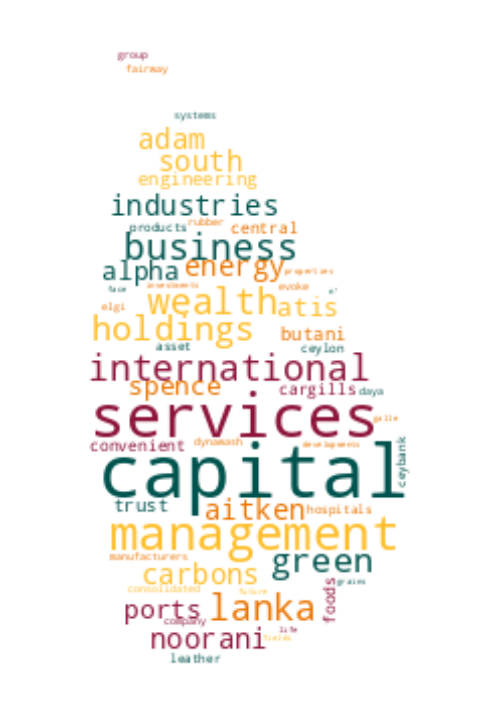 group
fairway
systems
adam
south
engineering
industries
rubber
products central
business
alpha energy properties
investments evoke
face
wealth atis
elgi
holdings butani
asset ceylon
international
spence cargills daya
services galle
convenient dynawash developments
capital ceybank
trust aitken hospitals
management
manufacturers green
carbons grains
consolidated future foods
ports lanka
company
noorani life
fields
leather